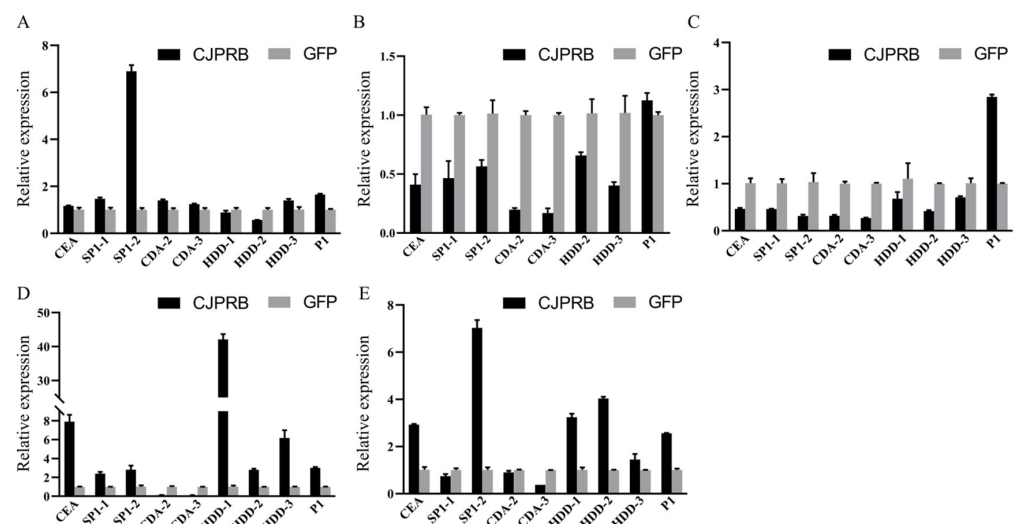 A
CJPRB GFP
Relative expression
8
6
4
2
0
CEA SP1-1 SP1-2 CDA-2 CDA-3 HDD-1 HDD-2 HDD-3 P1
B
CJPRB GFP
Relative expression
1.5
1.0
0.5
0.0
CEA SP1-1 SP1-2 CDA-2 CDA-3 HDD-2 HDD-3 P1
C
CJPRB GFP
Relative expression
4
3
2
1
0
CEA SP1-1 SP1-2 CDA-2 CDA-3 HDD-1 HDD-2 HDD-3 P1
D
CJPRB GFP
Relative expression
50
40
30
8
6
4
2
0
CEA SP1-1 SP1-2 CDA-2 CDA-3 HDD-1 HDD-2 HDD-3 P1
E
CJPRB GFP
Relative expression
8
6
4
2
0
CEA SP1-1 SP1-2 CDA-2 CDA-3 HDD-1 HDD-2 HDD-3 P1